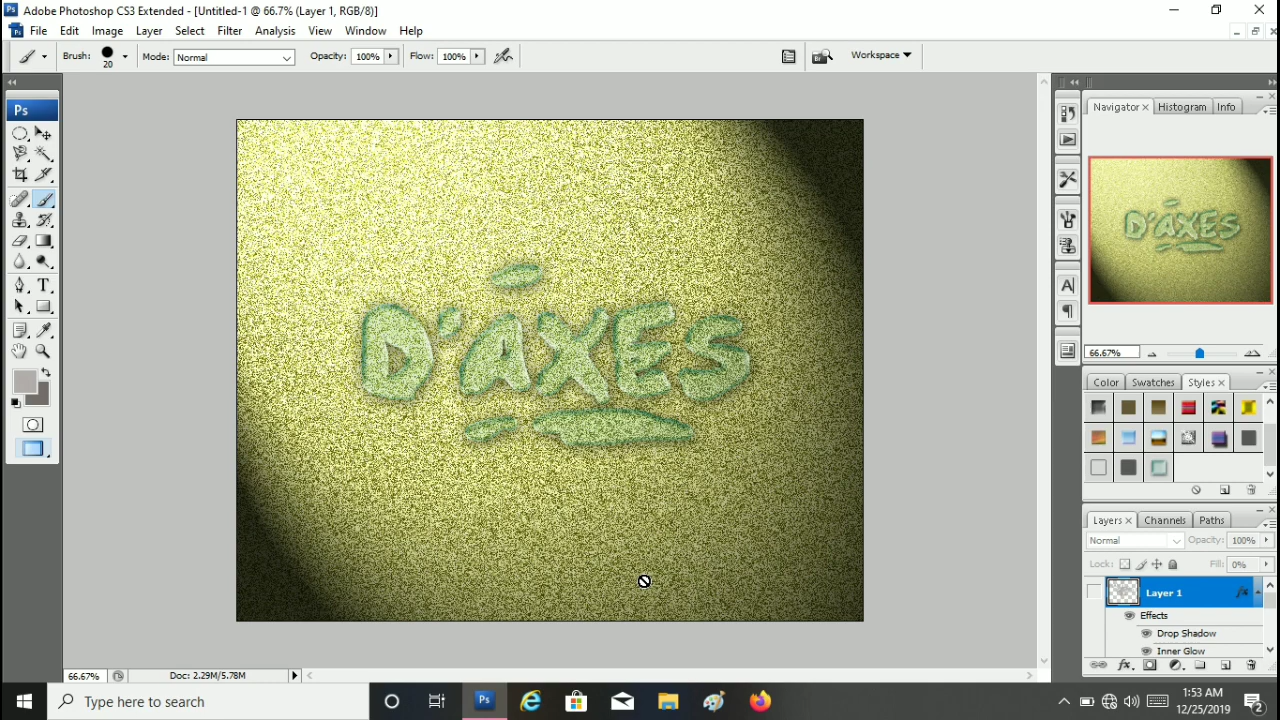 Adobe Photoshop CS3 Extended - [Untitled-1 @ 66.7% (Layer 1, RGB/8)]
File Edit Image Layer Select Filter Analysis View Window Help
Brush: 20 Mode: Normal Opacity: 100% Flow: 100% Workspace
Ps
Navigator Histogram Info
D'AXES
66.67%
Color Swatches Styles
Layers Channels Paths
Normal Opacity: 100%
Lock: Fill: 0%
Layer 1 fx
Effects
Drop Shadow
Inner Glow
66.67% Doc: 2.29M/5.78M
Type here to search
1:53 AM
12/25/2019
2